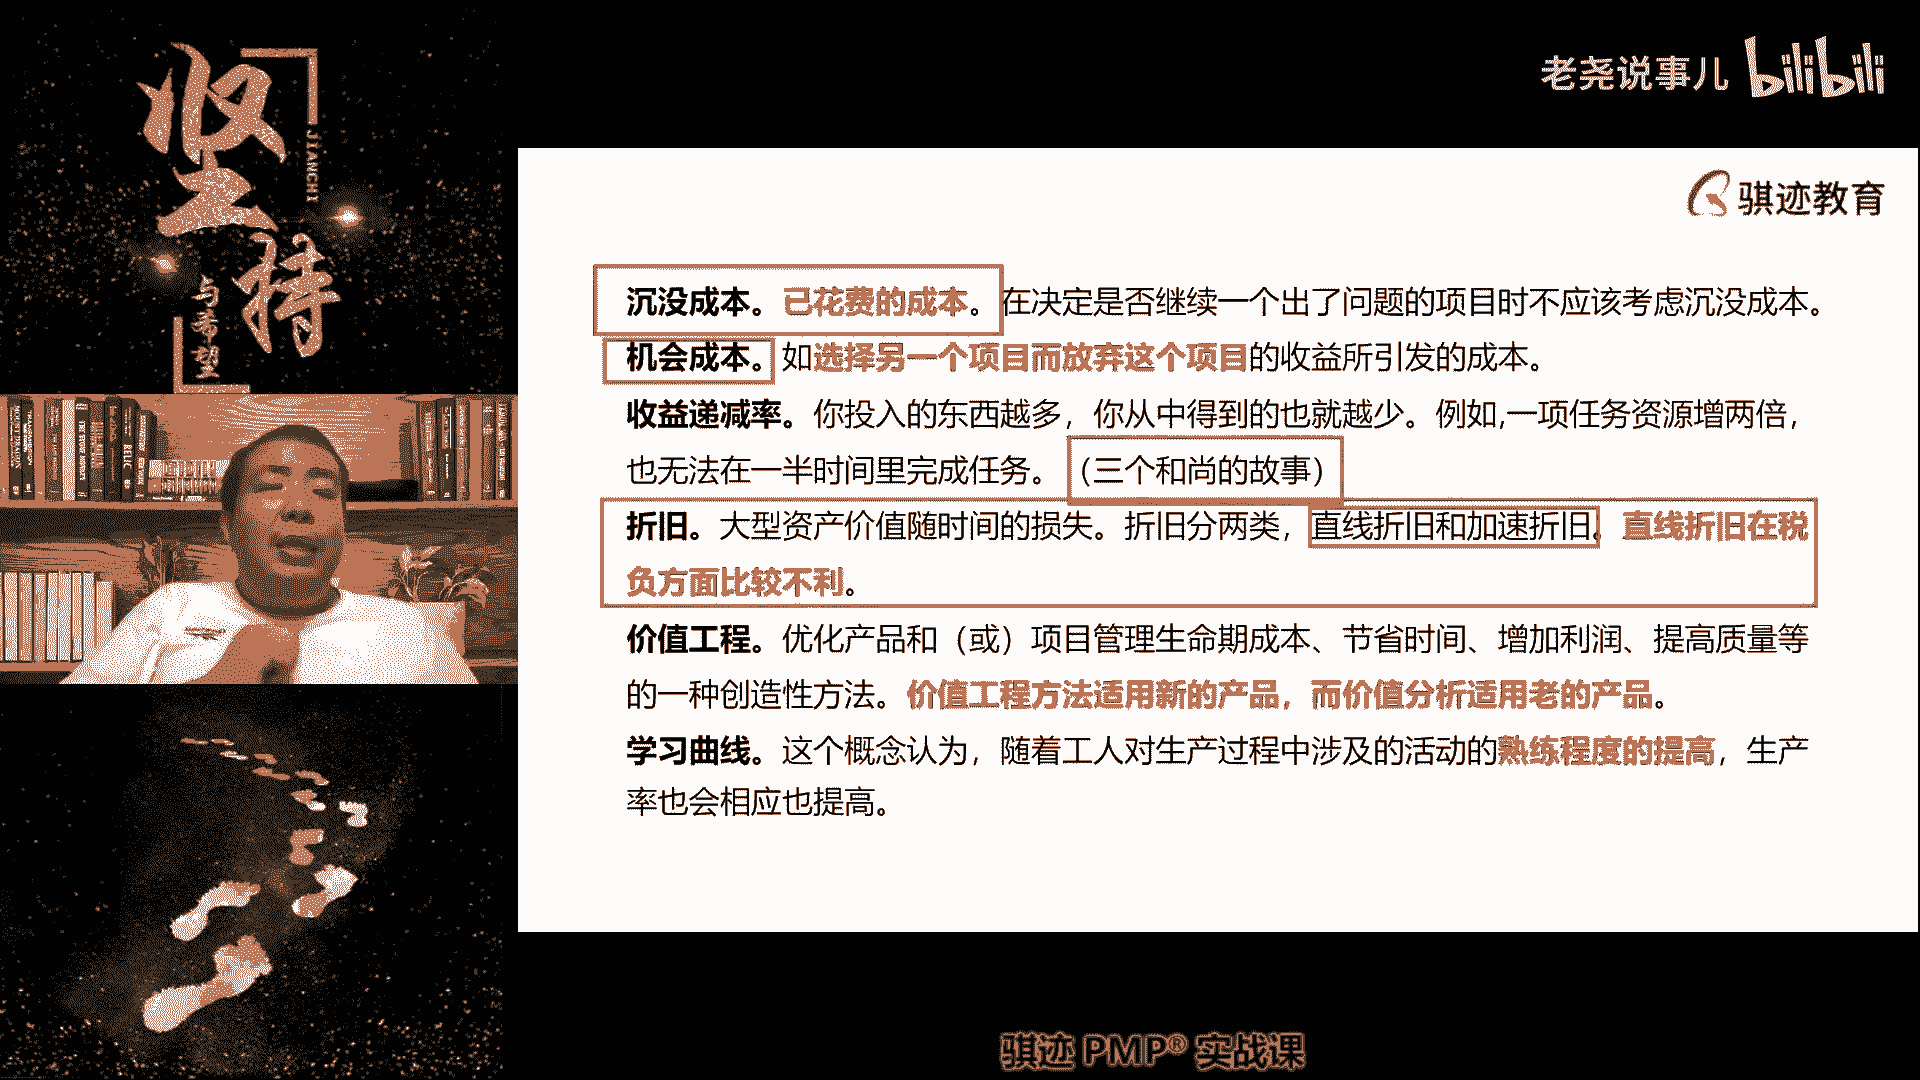 坚持
JIANCHI
与希望
老尧说事儿 bilibili
骐迹教育
沉没成本。已花费的成本。在决定是否继续一个出了问题的项目时不应该考虑沉没成本。
机会成本。如选择另一个项目而放弃这个项目的收益所引发的成本。
收益递减率。你投入的东西越多，你从中得到的也就越少。例如,一项任务资源增两倍，
也无法在一半时间里完成任务。（三个和尚的故事）
折旧。大型资产价值随时间的损失。折旧分两类，直线折旧和加速折旧。直线折旧在税
负方面比较不利。
价值工程。优化产品和（或）项目管理生命期成本、节省时间、增加利润、提高质量等
的一种创造性方法。价值工程方法适用新的产品，而价值分析适用老的产品。
学习曲线。这个概念认为，随着工人对生产过程中涉及的活动的熟练程度的提高，生产
率也会相应也提高。
骐迹 PMP® 实战课